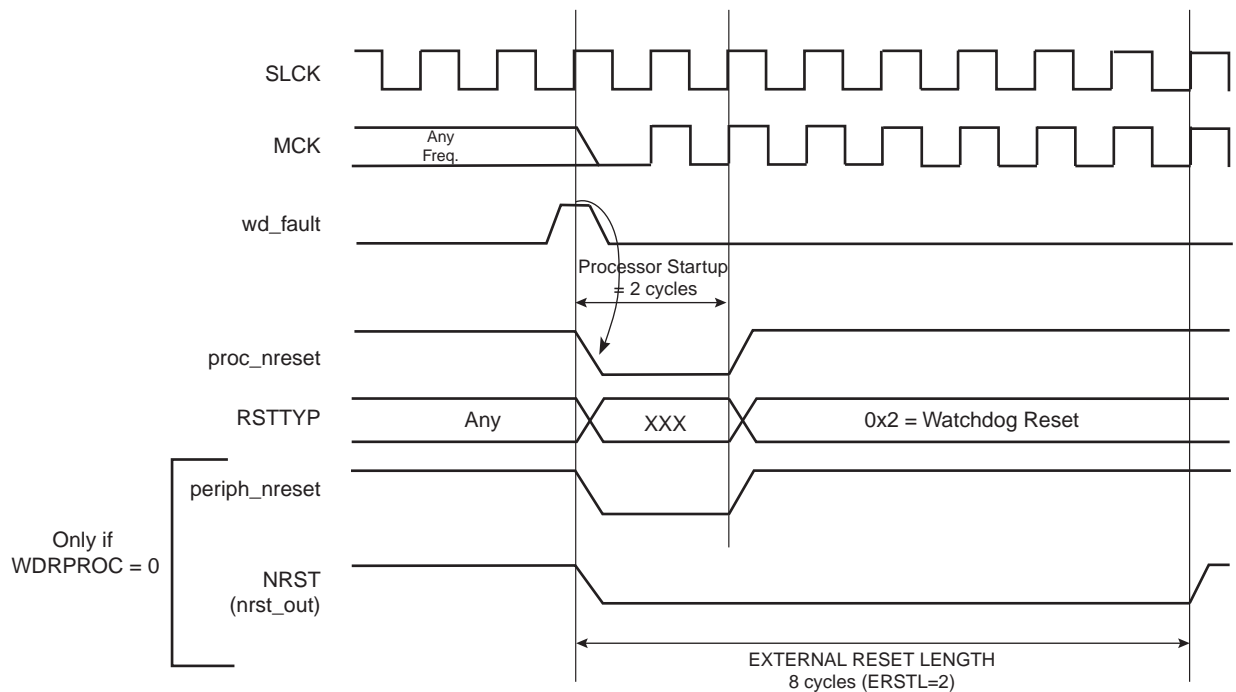 SLCK
MCK
Any
Freq.
wd_fault
Processor Startup
= 2 cycles
proc_nreset
RSTTYP
Any
XXX
0x2 = Watchdog Reset
periph_nreset
Only if
WDRPROC = 0
NRST
(nrst_out)
EXTERNAL RESET LENGTH
8 cycles (ERSTL=2)